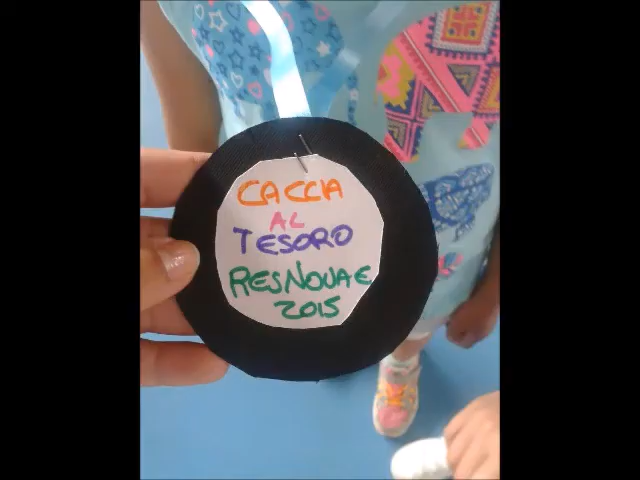 CACCIA
AL
TESORO
RESNOVAE
2015